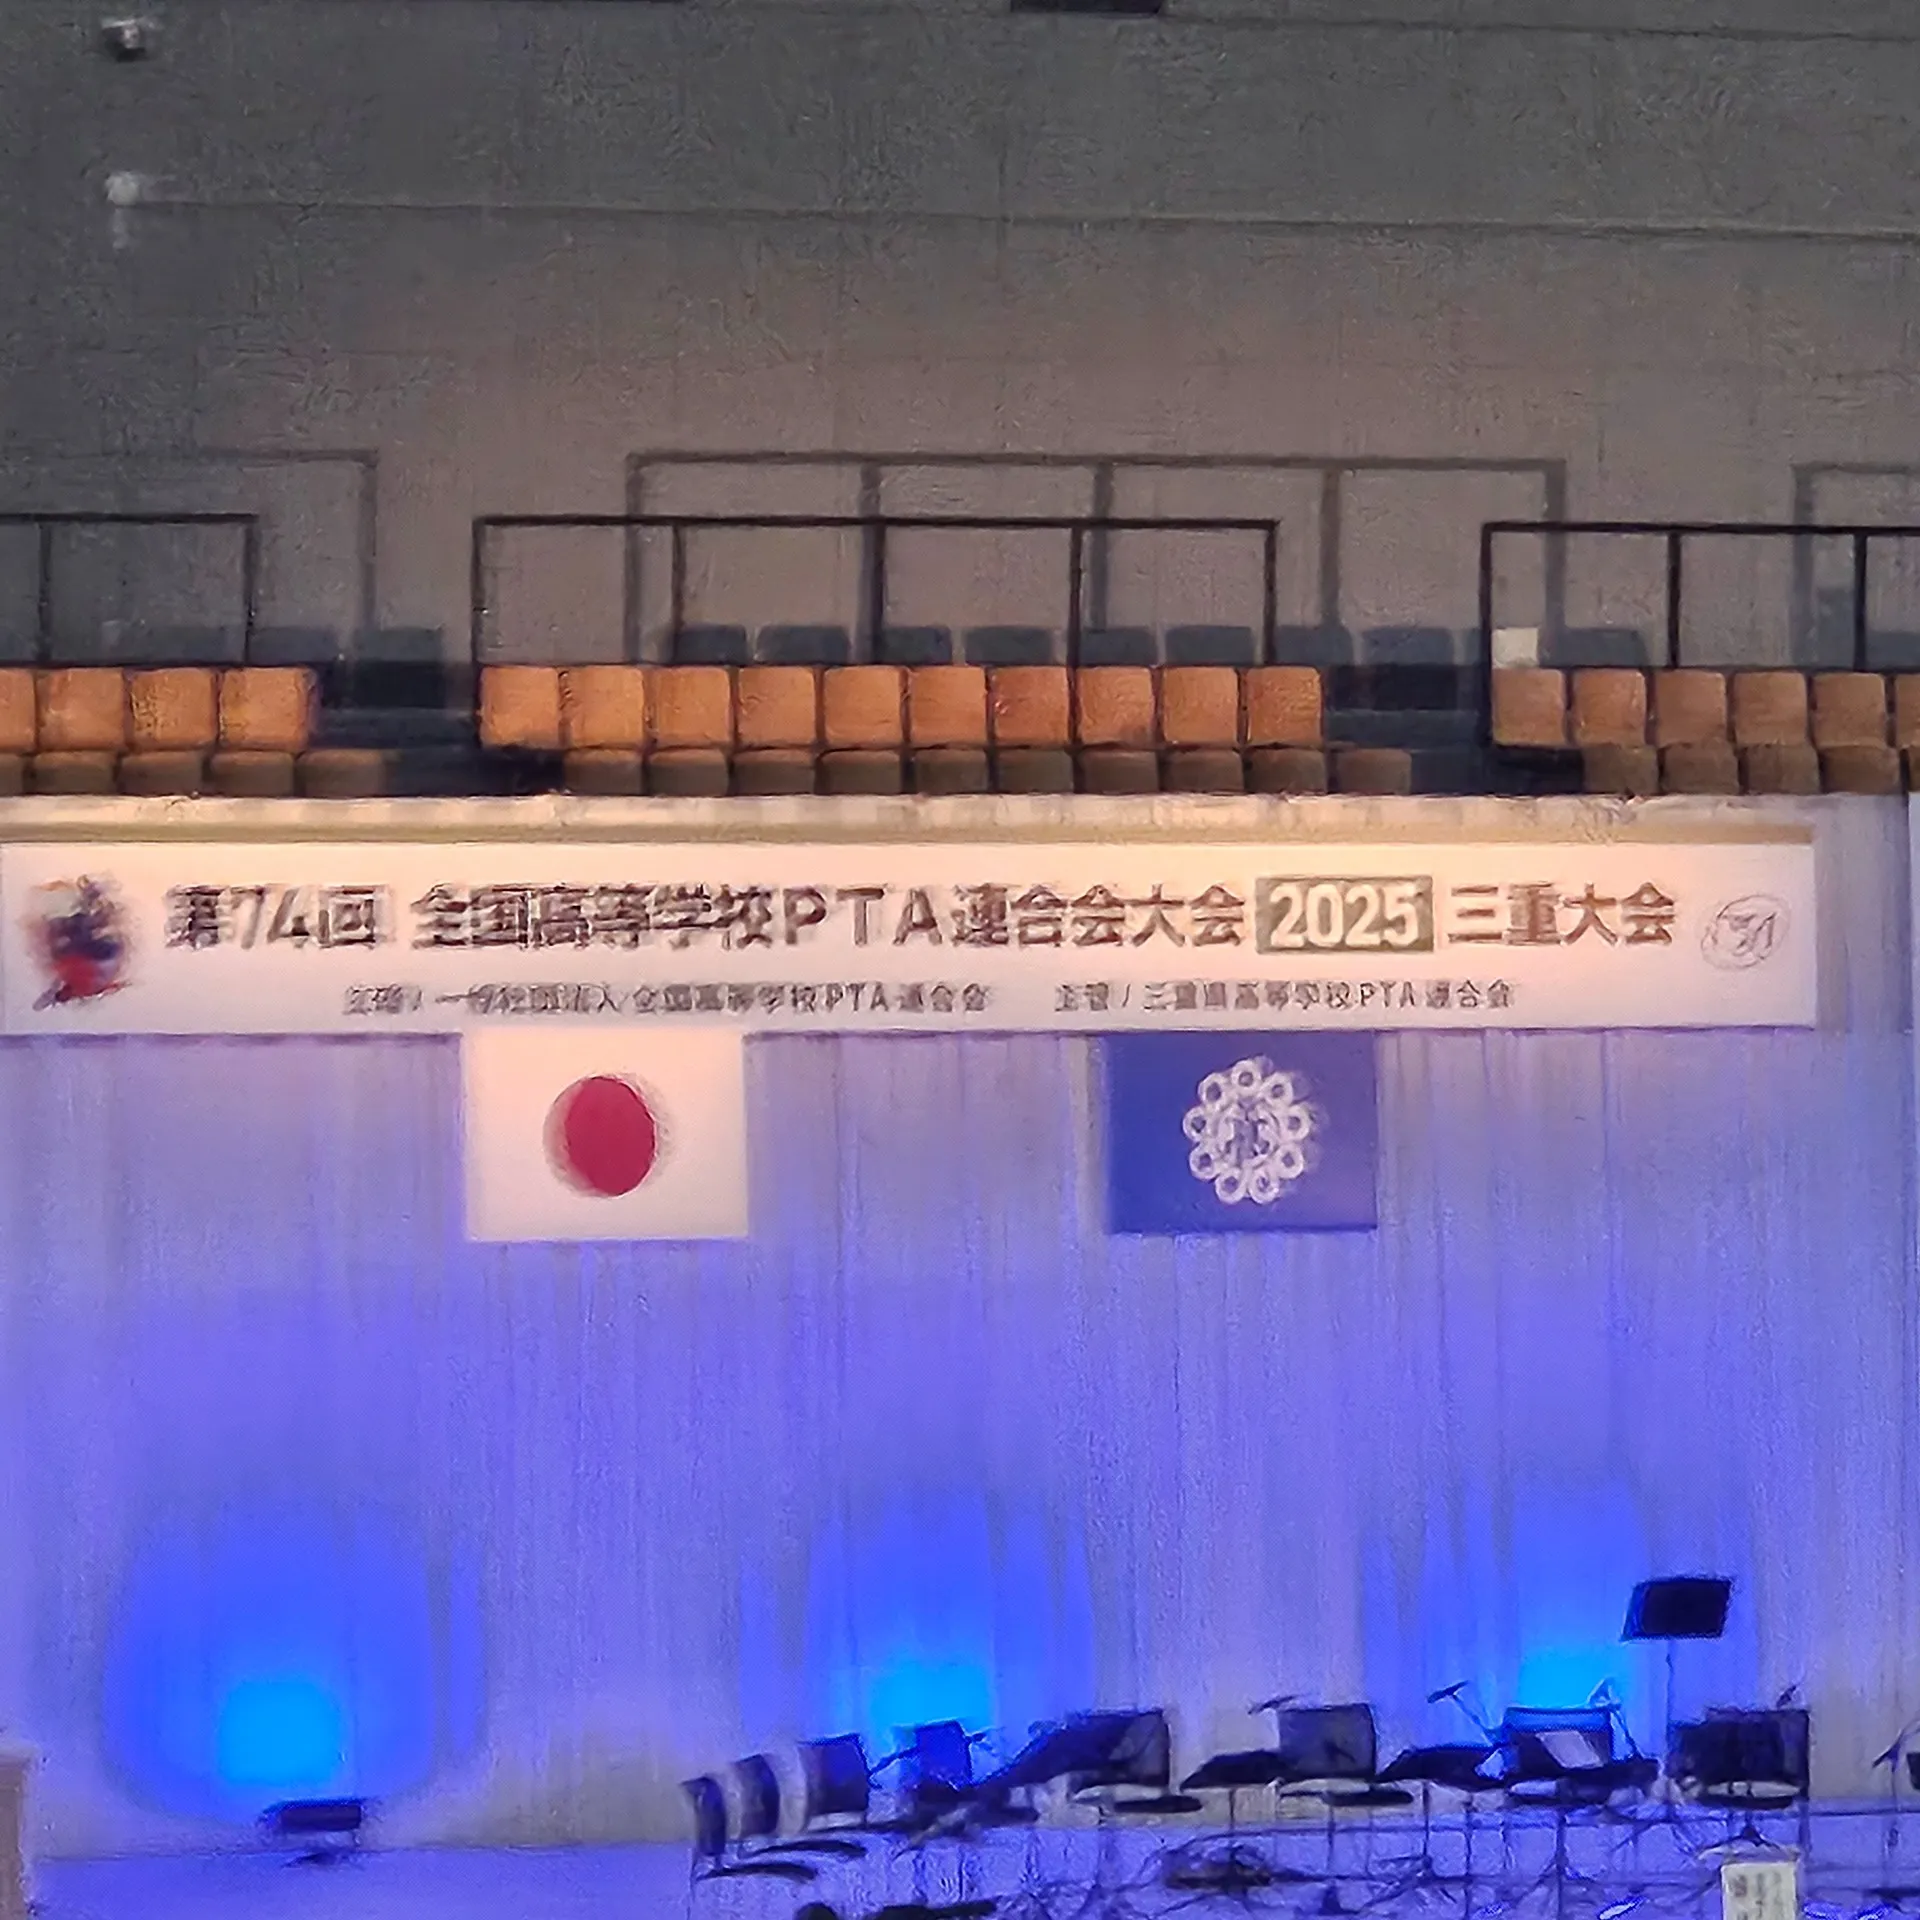 第74回 全国高等学校PTA連合会大会 2025 三重大会
主催 / 一般社団法人 全国高等学校PTA連合会 主管 / 三重県高等学校PTA連合会